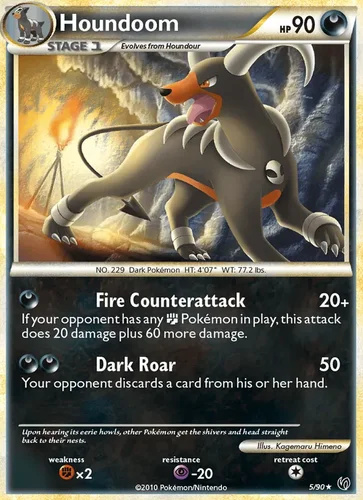 Houndoom HP 90
STAGE 1 Evolves from Houndour
NO. 229 Dark Pokémon HT: 4'07" WT: 77.2 lbs.
Fire Counterattack 20+
If your opponent has any Pokémon in play, this attack
does 20 damage plus 60 more damage.
Dark Roar 50
Your opponent discards a card from his or her hand.
Upon hearing its eerie howls, other Pokémon get the shivers and head straight
back to their nests.
Illus. Kagemaru Himeno
weakness resistance retreat cost
×2 -20
5/90★
©2010 Pokémon/Nintendo